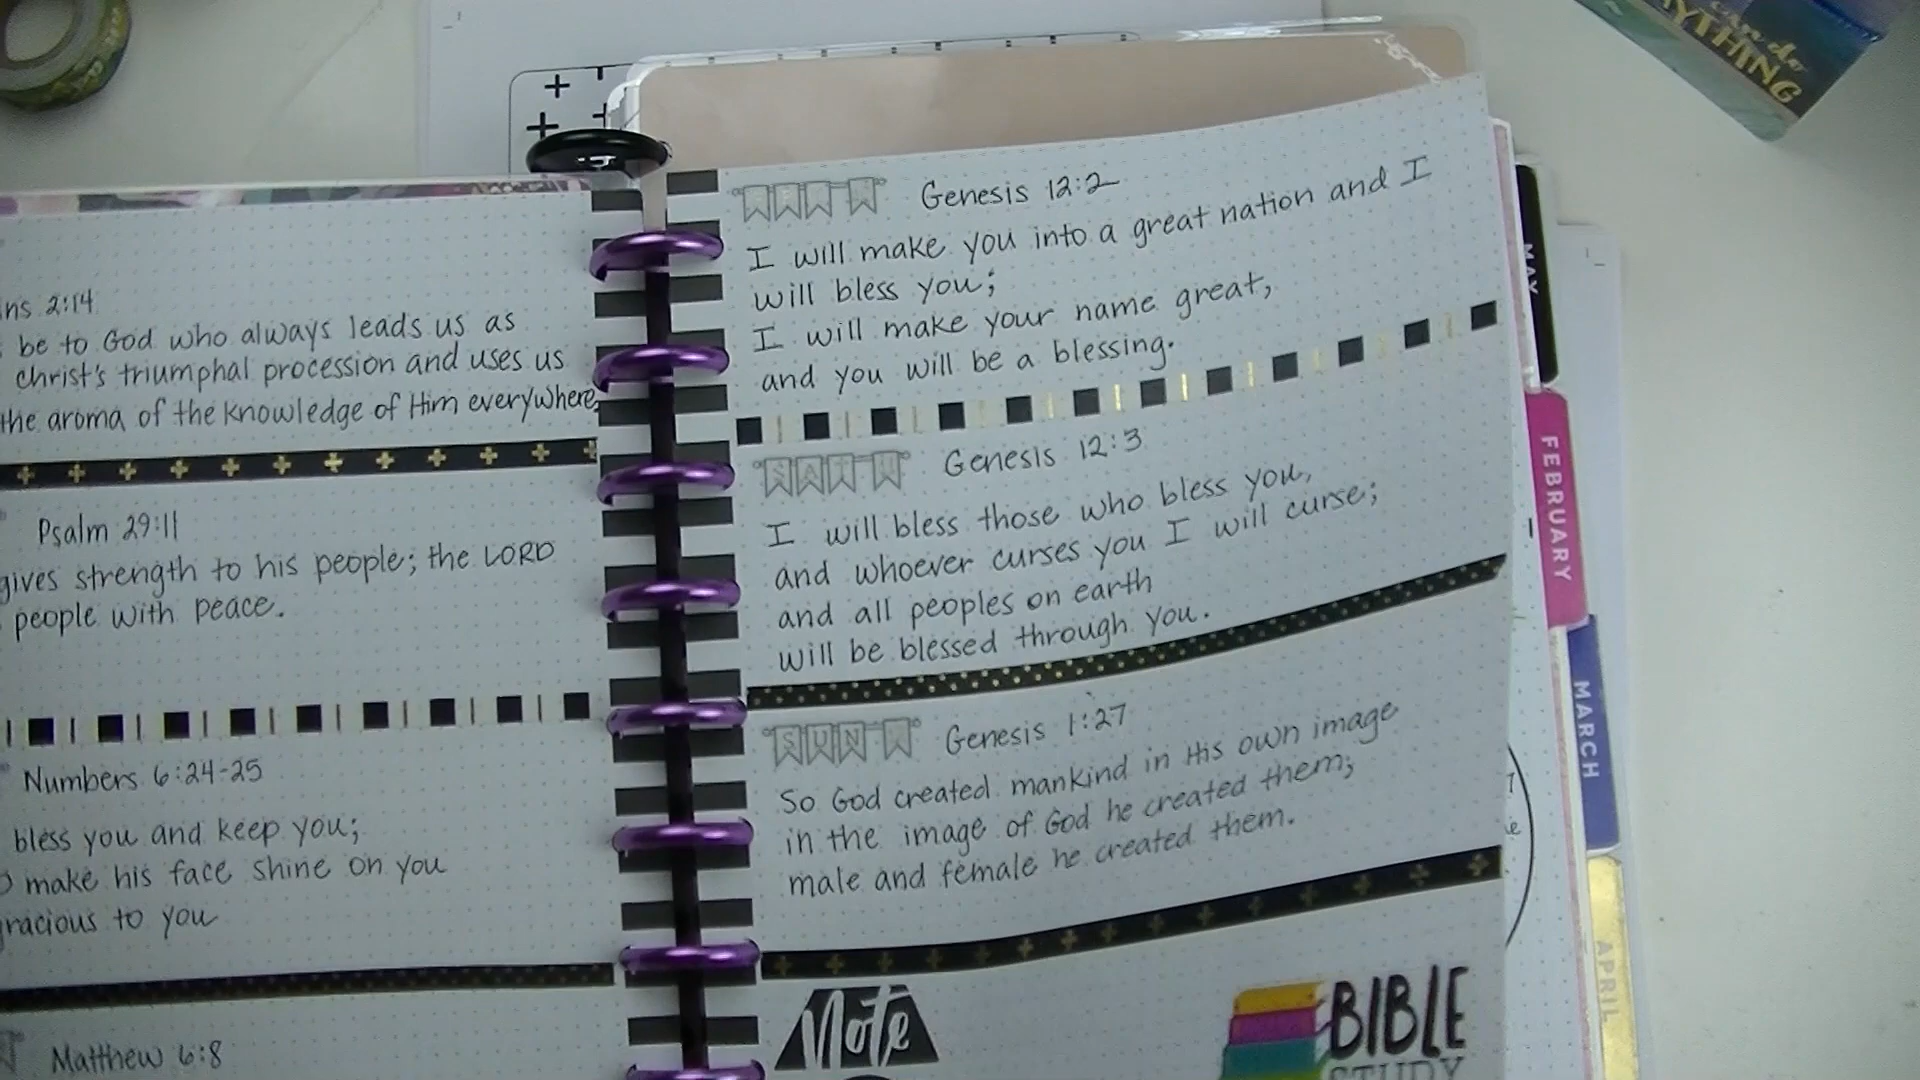 ns 2:14
be to God who always leads us as
christ's triumphal procession and uses us
the aroma of the knowledge of Him everywhere.
Psalm 29:11
gives strength to his people; the LORD
people with peace.
Numbers 6:24-25
bless you and keep you;
make his face shine on you
racious to you
Matthew 6:8
Genesis 12:2
I will make you into a great nation and I
will bless you;
I will make your name great,
and you will be a blessing.
SAT Genesis 12:3
I will bless those who bless you,
and whoever curses you I will curse;
and all peoples on earth
will be blessed through you.
SUN Genesis 1:27
So God created mankind in His own image
in the image of God he created them;
male and female he created them.
Note
BIBLE
STUDY
MAY
FEBRUARY
MARCH
APRIL
YTHING